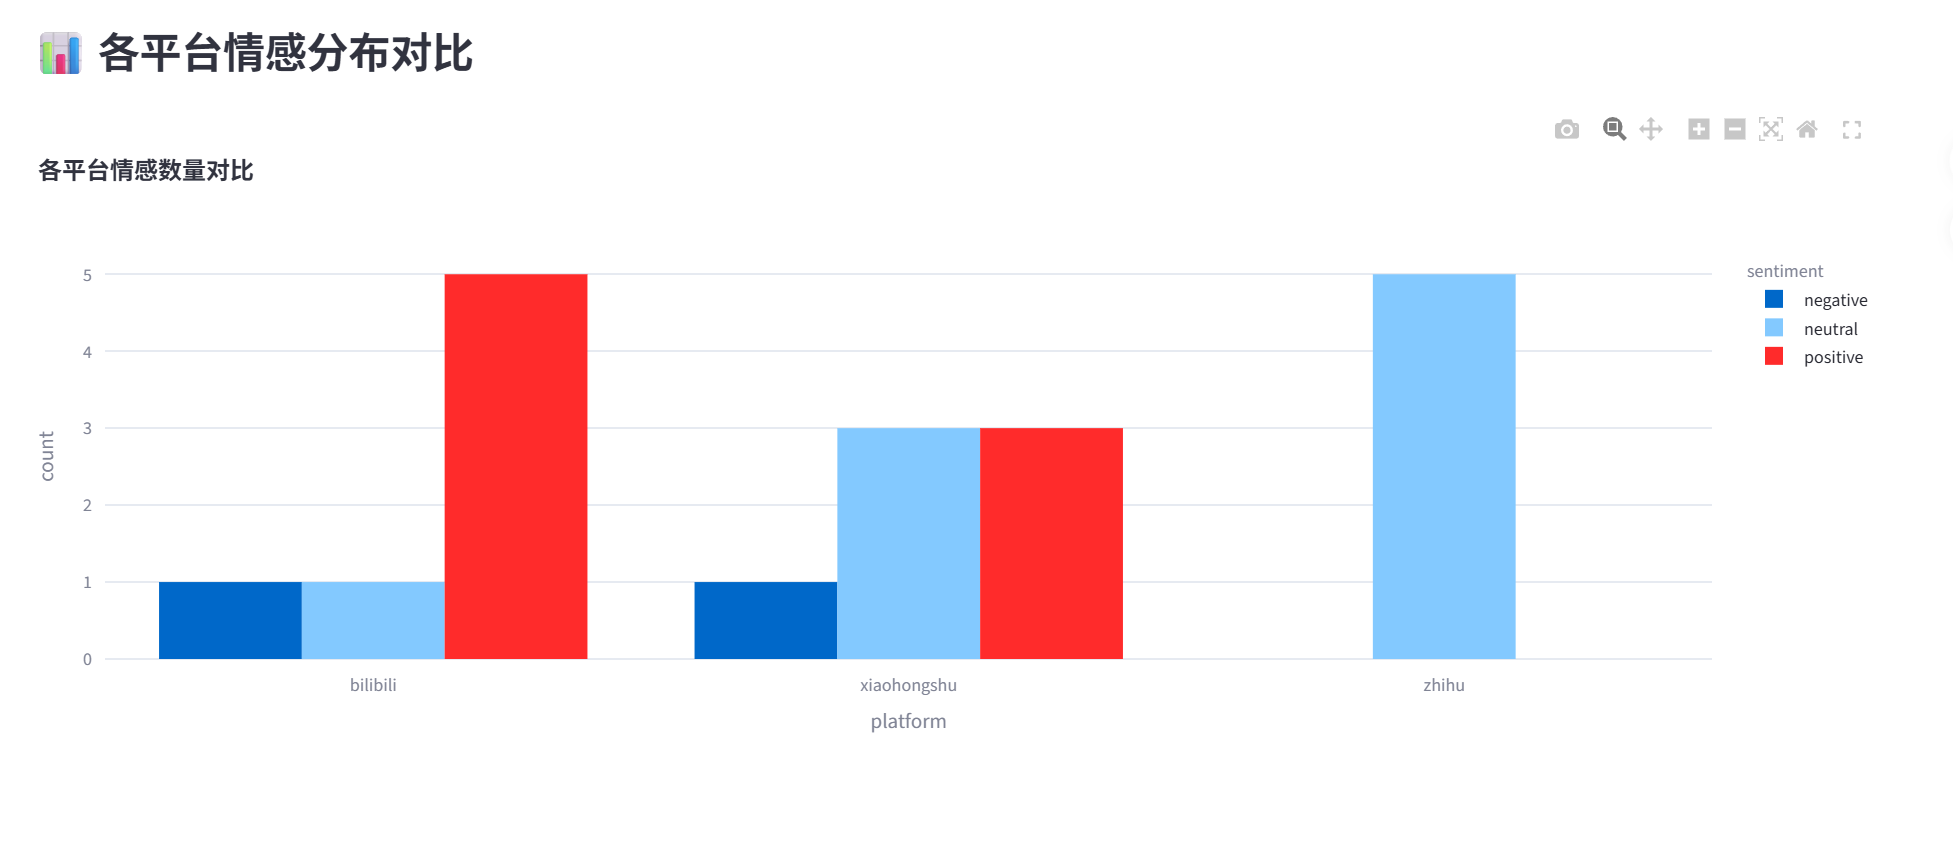 各平台情感分布对比
各平台情感数量对比
sentiment
negative
neutral
positive
count
5
4
3
2
1
0
bilibili xiaohongshu zhihu
platform